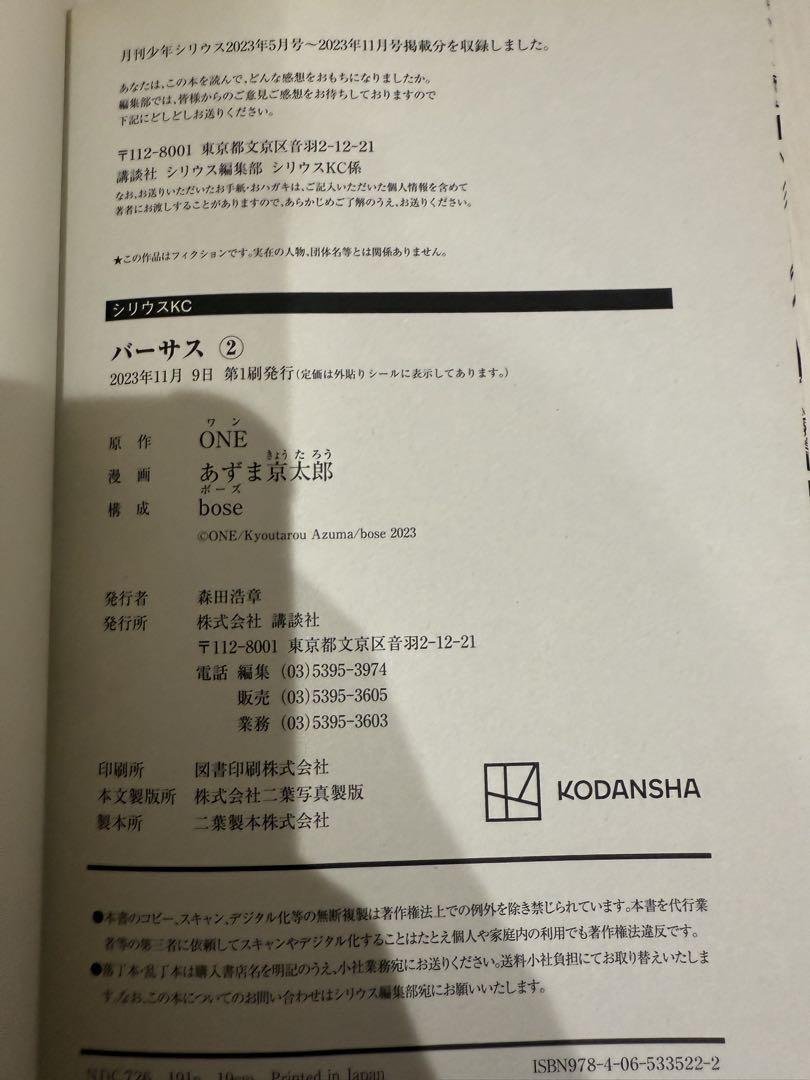 月刊少年シリウス2023年5月号〜2023年11月号掲載分を収録しました。
あなたは、この本を読んで、どんな感想をおもちになりましたか。
編集部では、皆様からのご意見ご感想をお待ちしておりますので
下記にどしどしお送りください。
〒112-8001 東京都文京区音羽2-12-21
講談社 シリウス編集部 シリウスKC係
なお、お送りいただいたお手紙・おハガキは、ご記入いただいた個人情報を含めて
著者にお渡しすることがありますので、あらかじめご了解のうえ、お送りください。
★この作品はフィクションです。実在の人物、団体名等とは関係ありません。
シリウスKC
バーサス ②
2023年11月 9日 第1刷発行(定価は外貼りシールに表示してあります。)
ワン
原作 ONE
きょうたろう
漫画 あずま京太郎
ボーズ
構成 bose
©ONE/Kyoutarou Azuma/bose 2023
発行者 森田浩章
発行所 株式会社 講談社
〒112-8001 東京都文京区音羽2-12-21
電話 編集 (03)5395-3974
販売 (03)5395-3605
業務 (03)5395-3603
印刷所 図書印刷株式会社
本文製版所 株式会社二葉写真製版
製本所 二葉製本株式会社
KODANSHA
●本書のコピー、スキャン、デジタル化等の無断複製は著作権法上での例外を除き禁じられています。本書を代行業
者等の第三者に依頼してスキャンやデジタル化することはたとえ個人や家庭内の利用でも著作権法違反です。
●落丁本・乱丁本は購入書店名を明記のうえ、小社業務宛にお送りください。送料小社負担にてお取り替えいたしま
す。なお、この本についてのお問い合わせはシリウス編集部宛にお願いいたします。
NDC726 191p 19cm Printed in Japan
ISBN978-4-06-533522-2